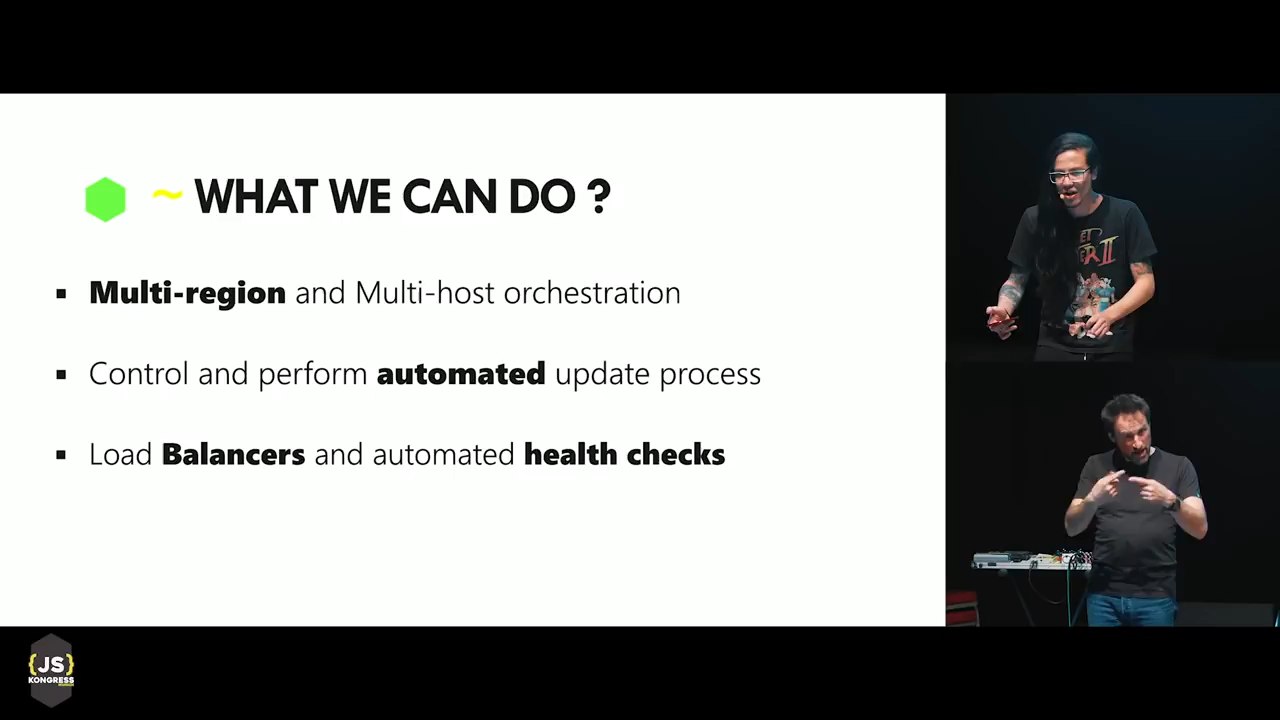 ~ WHAT WE CAN DO ?
▪ Multi-region and Multi-host orchestration
▪ Control and perform automated update process
▪ Load Balancers and automated health checks
II
{JS}
KONGRESS